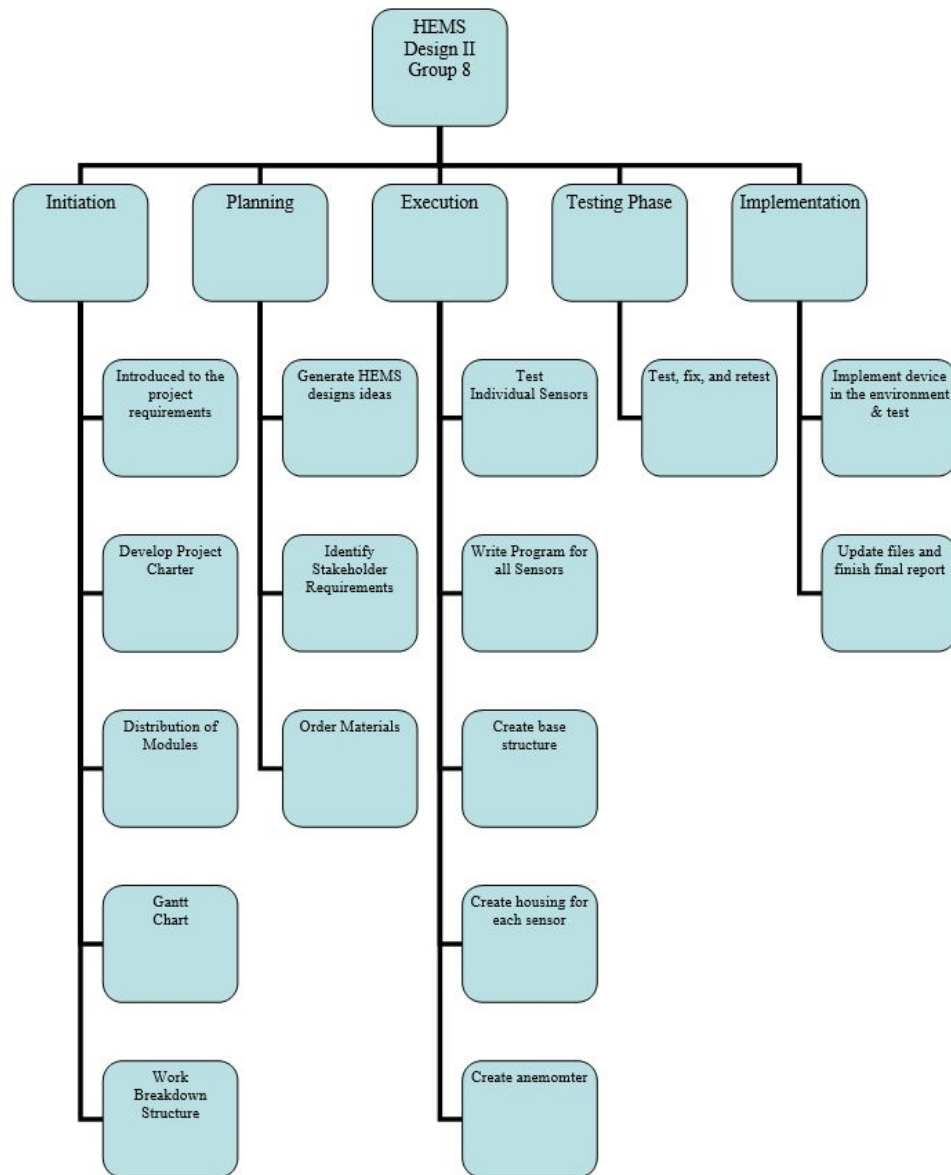 HEMS
Design II
Group 8
Initiation
Planning
Execution
Testing Phase
Implementation
Introduced to the
project
requirements
Generate HEMS
designs ideas
Test
Individual Sensors
Test, fix, and retest
Implement device
in the environment
& test
Develop Project
Charter
Identify
Stakeholder
Requirements
Write Program for
all Sensors
Update files and
finish final report
Distribution of
Modules
Order Materials
Create base
structure
Gantt
Chart
Create housing for
each sensor
Work
Breakdown
Structure
Create anemomter